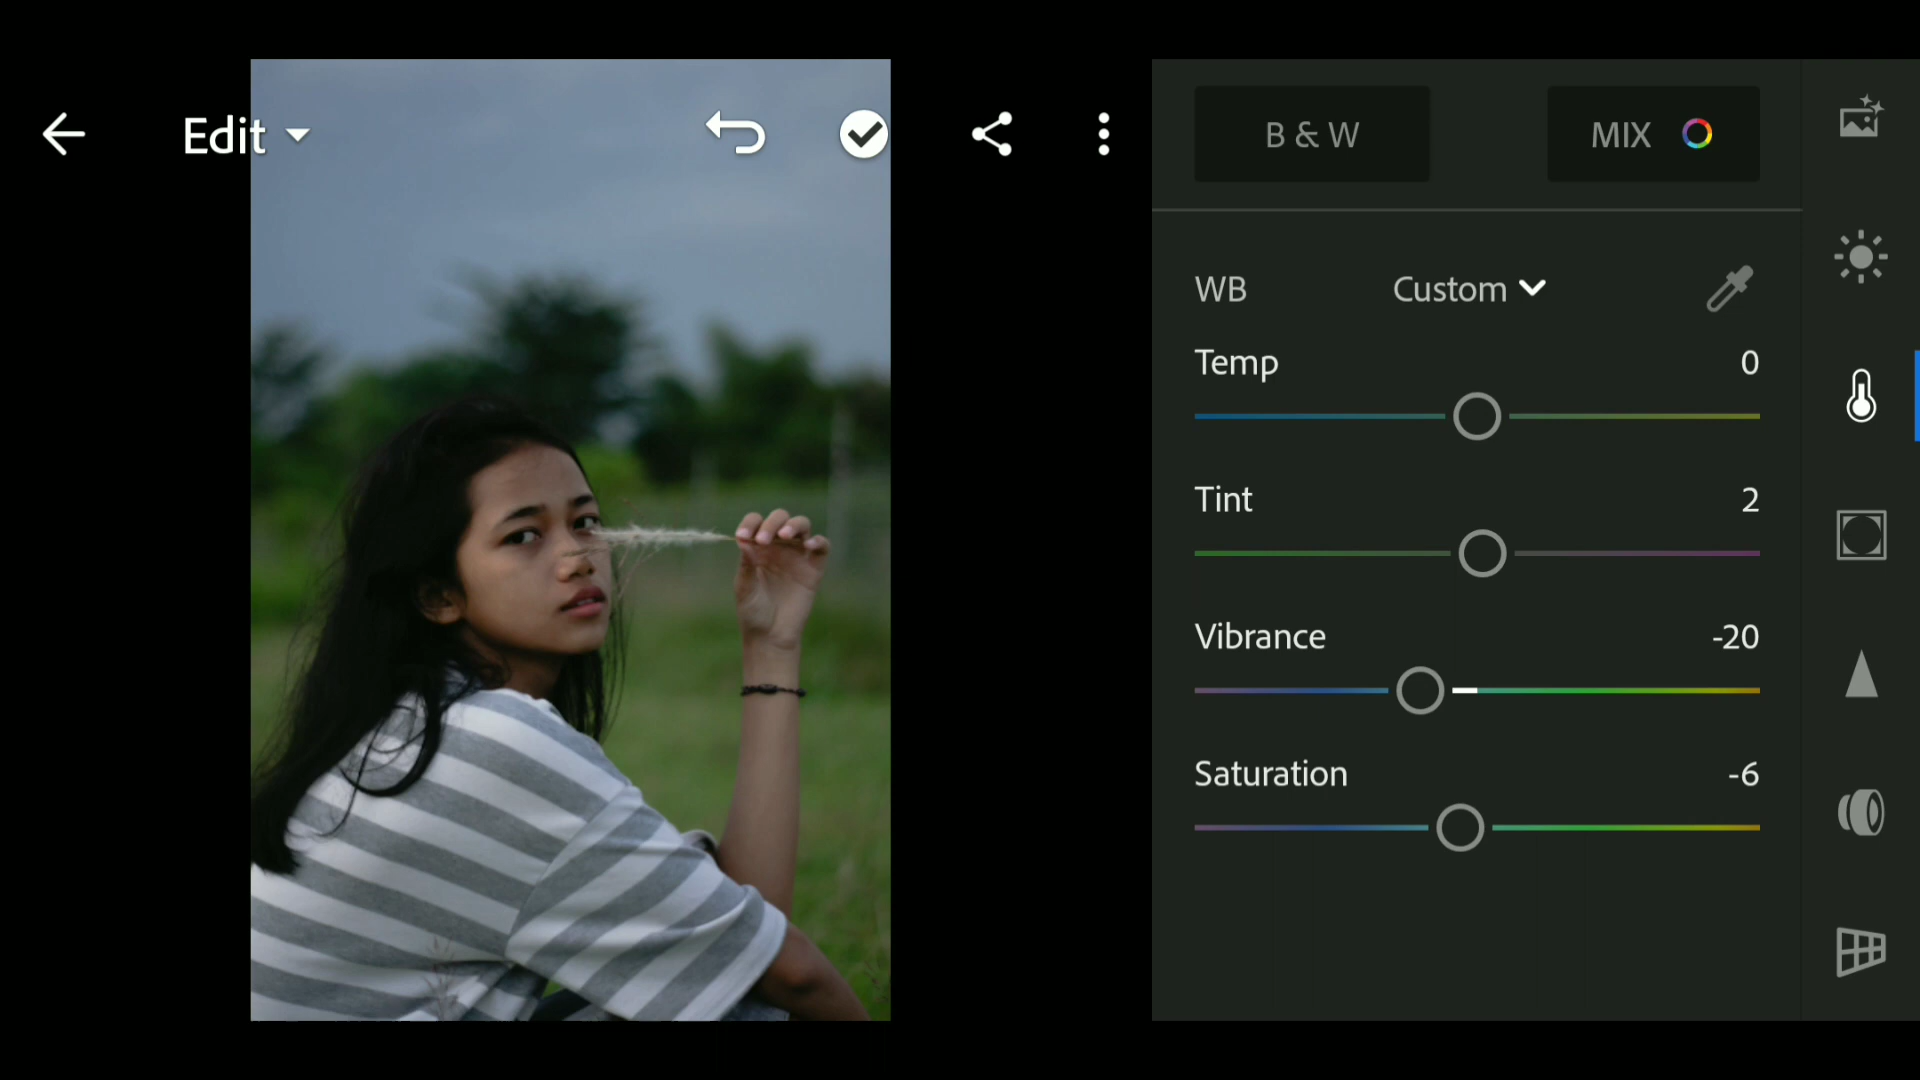 Edit
B & W
MIX
WB
Custom
Temp 0
Tint 2
Vibrance -20
Saturation -6